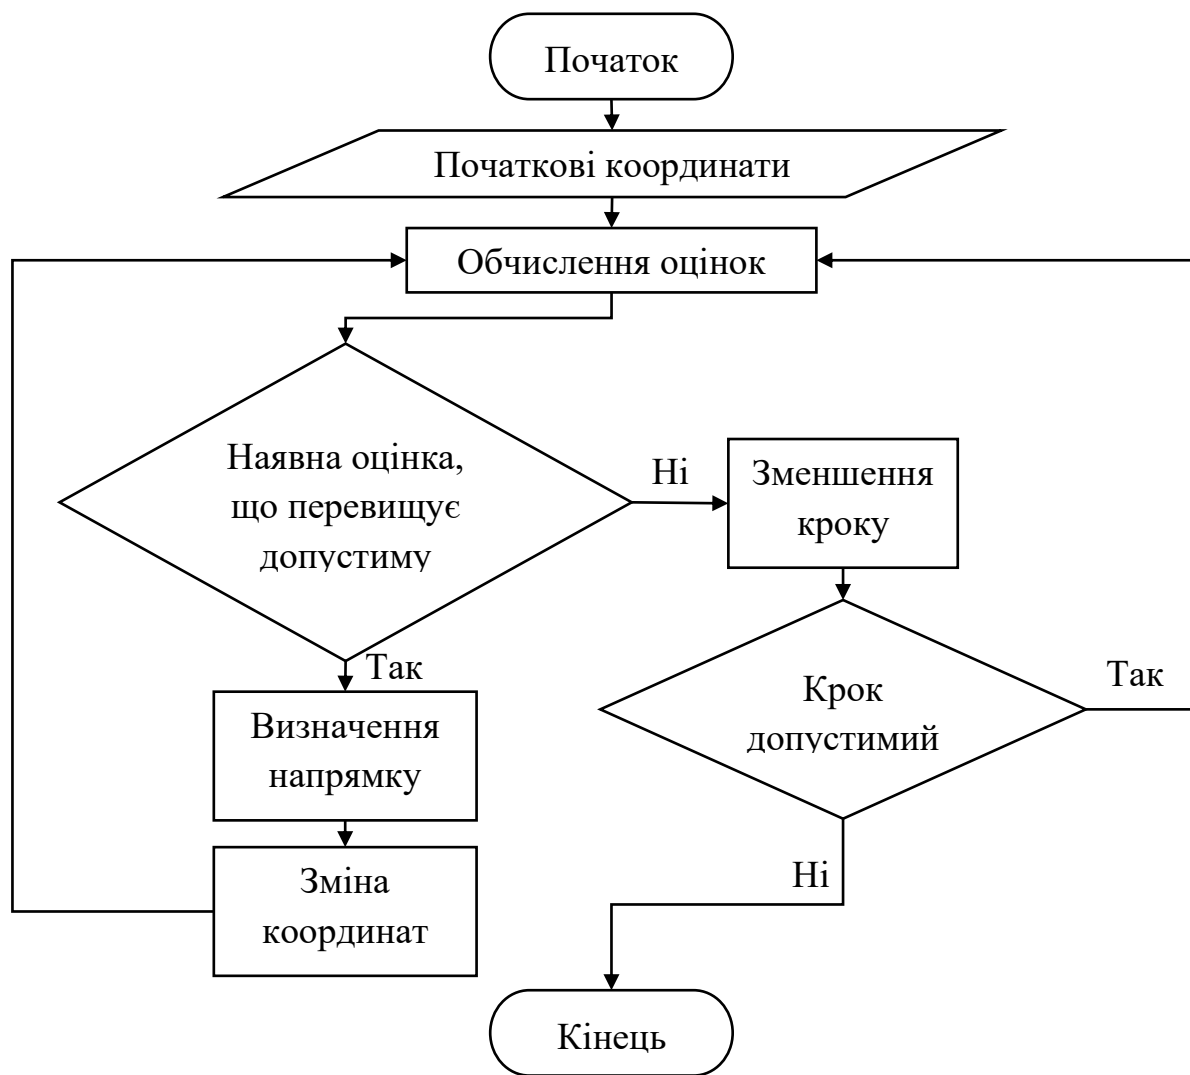 Початок
Початкові координати
Обчислення оцінок
Наявна оцінка,
що перевищує
допустиму
Ні
Зменшення
кроку
Так
Визначення
напрямку
Крок
допустимий
Так
Зміна
координат
Ні
Кінець